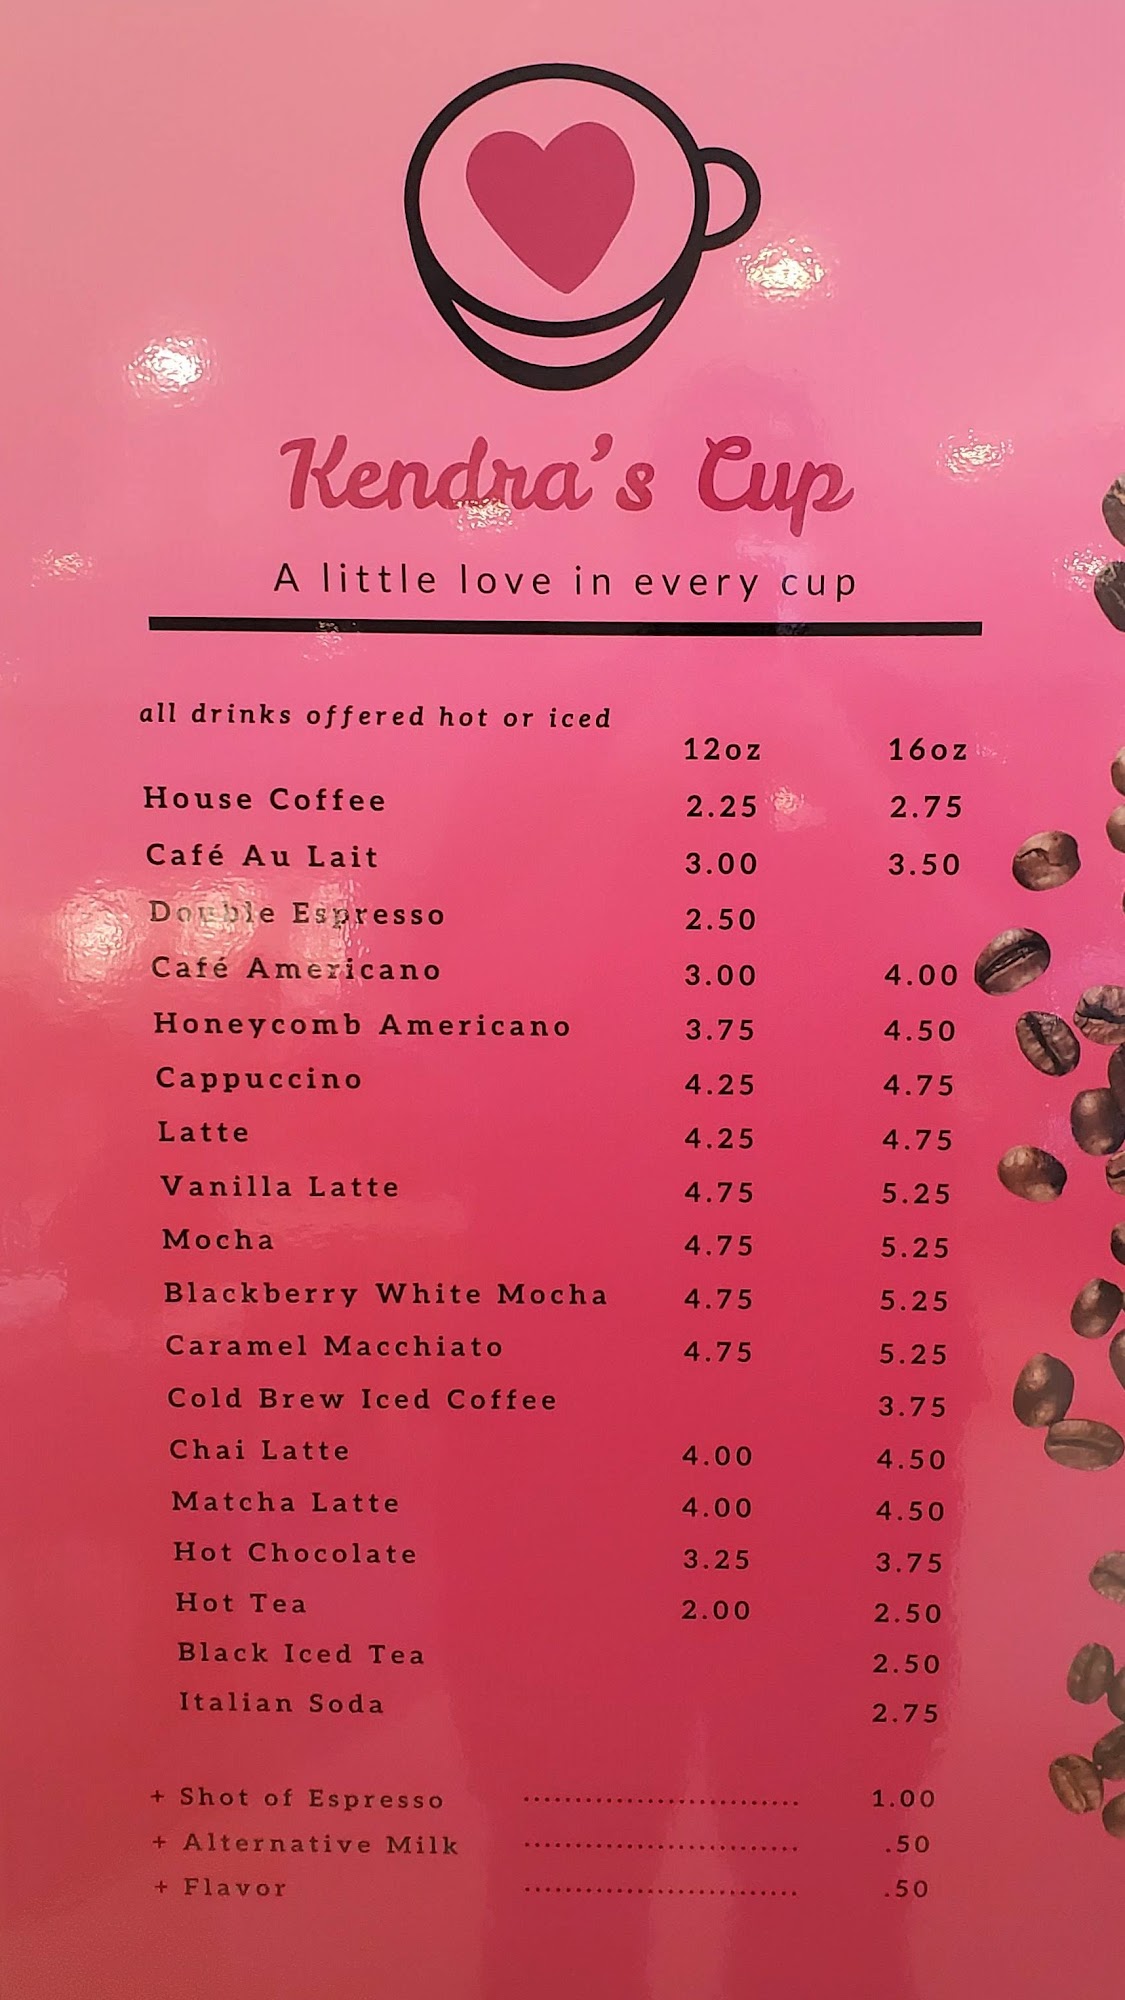 Kendra's Cup
A little love in every cup
all drinks offered hot or iced
12oz 16oz
House Coffee 2.25 2.75
Café Au Lait 3.00 3.50
Double Espresso 2.50
Café Americano 3.00 4.00
Honeycomb Americano 3.75 4.50
Cappuccino 4.25 4.75
Latte 4.25 4.75
Vanilla Latte 4.75 5.25
Mocha 4.75 5.25
Blackberry White Mocha 4.75 5.25
Caramel Macchiato 4.75 5.25
Cold Brew Iced Coffee 3.75
Chai Latte 4.00 4.50
Matcha Latte 4.00 4.50
Hot Chocolate 3.25 3.75
Hot Tea 2.00 2.50
Black Iced Tea 2.50
Italian Soda 2.75
+ Shot of Espresso ............................ 1.00
+ Alternative Milk ............................ .50
+ Flavor ............................ .50